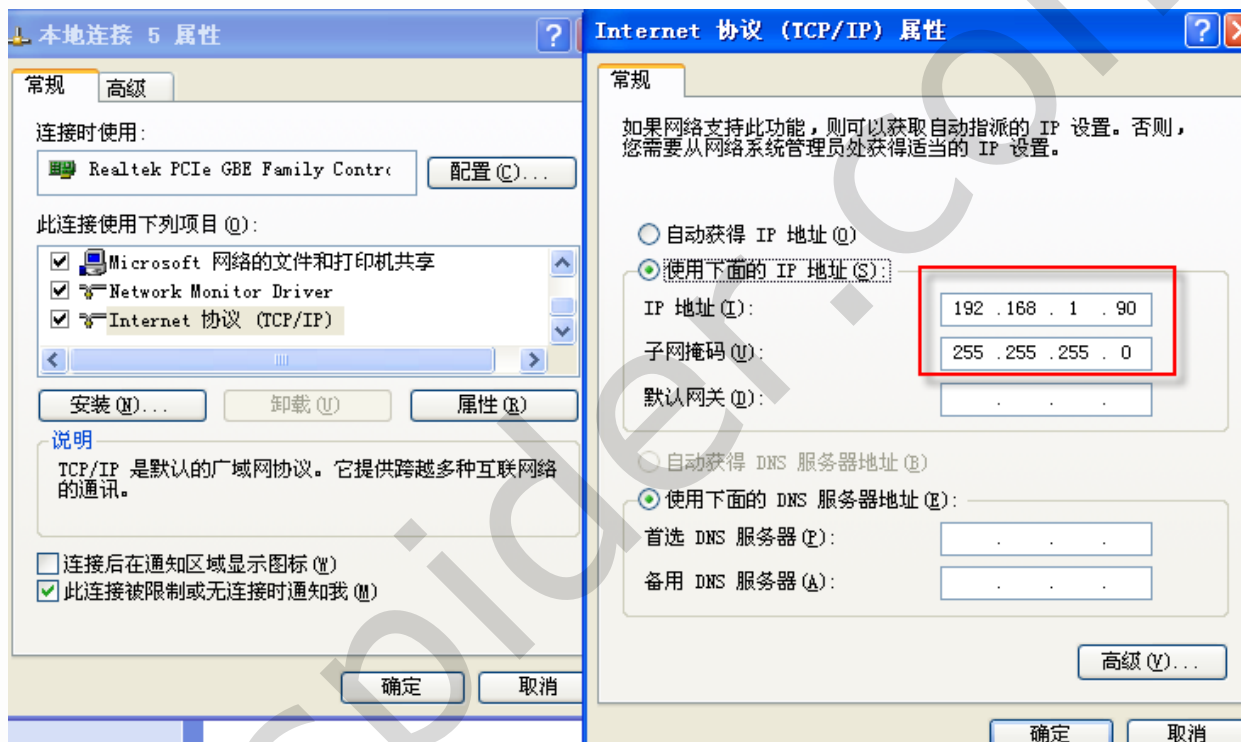 本地连接 5 属性
常规
高级
连接时使用:
Realtek PCIe GBE Family Contr
配置(C)...
此连接使用下列项目(O):
Microsoft 网络的文件和打印机共享
Network Monitor Driver
Internet 协议 (TCP/IP)
安装(N)...
卸载(U)
属性(R)
说明
TCP/IP 是默认的广域网协议。它提供跨越多种互联网络
的通讯。
连接后在通知区域显示图标(W)
此连接被限制或无连接时通知我(M)
确定
取消
Internet 协议 (TCP/IP) 属性
常规
如果网络支持此功能，则可以获取自动指派的 IP 设置。否则，
您需要从网络系统管理员处获得适当的 IP 设置。
自动获得 IP 地址(O)
使用下面的 IP 地址(S):
IP 地址(I):
192 .168 . 1 . 90
子网掩码(U):
255 .255 .255 . 0
默认网关(D):
. . .
自动获得 DNS 服务器地址(B)
使用下面的 DNS 服务器地址(E):
首选 DNS 服务器(P):
. . .
备用 DNS 服务器(A):
. . .
高级(V)...
确定
取消
spider.com